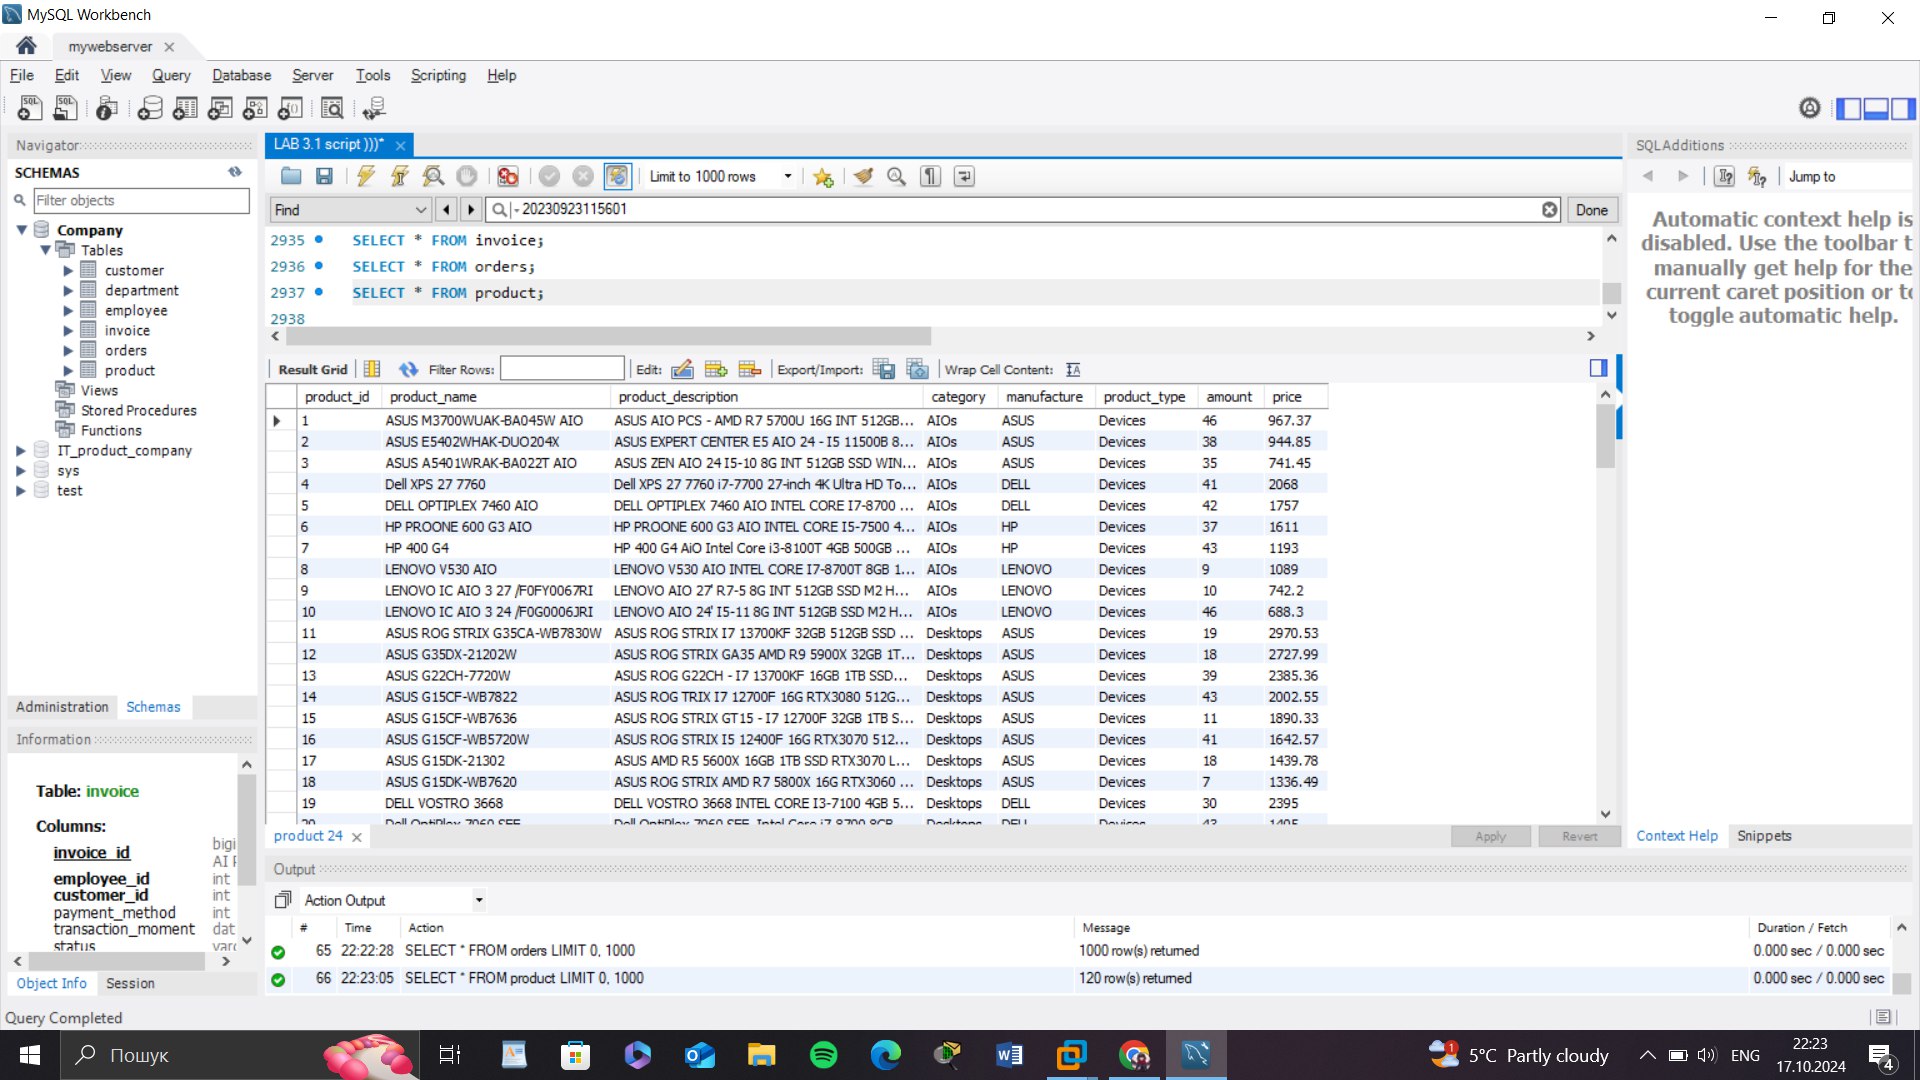 MySQL Workbench
mywebserver
File Edit View Query Database Server Tools Scripting Help
Navigator
SCHEMAS
Filter objects
Company
Tables
customer
department
employee
invoice
orders
product
Views
Stored Procedures
Functions
IT_product_company
sys
test
Administration Schemas
Information
Table: invoice
Columns:
invoice_id bigi
AI P
employee_id int
customer_id int
payment_method int
transaction_moment dat
status varc
Object Info Session
LAB 3.1 script )))*
Limit to 1000 rows
Find 20230923115601 Done
2935 SELECT * FROM invoice;
2936 SELECT * FROM orders;
2937 SELECT * FROM product;
2938
Result Grid Filter Rows: Edit: Export/Import: Wrap Cell Content:
product_id product_name product_description category manufacture product_type amount price
1 ASUS M3700WUAK-BA045W AIO ASUS AIO PCS - AMD R7 5700U 16G INT 512GB... AIOs ASUS Devices 46 967.37
2 ASUS E5402WHAK-DUO204X ASUS EXPERT CENTER E5 AIO 24 - I5 11500B 8... AIOs ASUS Devices 38 944.85
3 ASUS A5401WRAK-BA022T AIO ASUS ZEN AIO 24 I5-10 8G INT 512GB SSD WIN... AIOs ASUS Devices 35 741.45
4 Dell XPS 27 7760 Dell XPS 27 7760 i7-7700 27-inch 4K Ultra HD To... AIOs DELL Devices 41 2068
5 DELL OPTIPLEX 7460 AIO DELL OPTIPLEX 7460 AIO INTEL CORE I7-8700 ... AIOs DELL Devices 42 1757
6 HP PROONE 600 G3 AIO HP PROONE 600 G3 AIO INTEL CORE I5-7500 4... AIOs HP Devices 37 1611
7 HP 400 G4 HP 400 G4 AiO Intel Core i3-8100T 4GB 500GB ... AIOs HP Devices 43 1193
8 LENOVO V530 AIO LENOVO V530 AIO INTEL CORE I7-8700T 8GB 1... AIOs LENOVO Devices 9 1089
9 LENOVO IC AIO 3 27 /F0FY0067RI LENOVO AIO 27' R7-5 8G INT 512GB SSD M2 H... AIOs LENOVO Devices 10 742.2
10 LENOVO IC AIO 3 24 /F0G0006JRI LENOVO AIO 24' I5-11 8G INT 512GB SSD M2 H... AIOs LENOVO Devices 46 688.3
11 ASUS ROG STRIX G35CA-WB7830W ASUS ROG STRIX I7 13700KF 32GB 512GB SSD ... Desktops ASUS Devices 19 2970.53
12 ASUS G35DX-21202W ASUS ROG STRIX GA35 AMD R9 5900X 32GB 1T... Desktops ASUS Devices 18 2727.99
13 ASUS G22CH-7720W ASUS ROG G22CH - I7 13700KF 16GB 1TB SSD... Desktops ASUS Devices 39 2385.36
14 ASUS G15CF-WB7822 ASUS ROG TRIX I7 12700F 16G RTX3080 512G... Desktops ASUS Devices 43 2002.55
15 ASUS G15CF-WB7636 ASUS ROG STRIX GT15 - I7 12700F 32GB 1TB S... Desktops ASUS Devices 11 1890.33
16 ASUS G15CF-WB5720W ASUS ROG STRIX I5 12400F 16G RTX3070 512... Desktops ASUS Devices 41 1642.57
17 ASUS G15DK-21302 ASUS AMD R5 5600X 16GB 1TB SSD RTX3070 L... Desktops ASUS Devices 18 1439.78
18 ASUS G15DK-WB7620 ASUS ROG STRIX AMD R7 5800X 16G RTX3060 ... Desktops ASUS Devices 7 1336.49
19 DELL VOSTRO 3668 DELL VOSTRO 3668 INTEL CORE I3-7100 4GB 5... Desktops DELL Devices 30 2395
20 Dell OptiPlex 7060 SFF Dell OptiPlex 7060 SFF Intel Core i7 8700 8GB Desktops DELL Devices 43 1495
product 24 Apply Revert
Output
Action Output
# Time Action Message Duration / Fetch
65 22:22:28 SELECT * FROM orders LIMIT 0, 1000 1000 row(s) returned 0.000 sec / 0.000 sec
66 22:23:05 SELECT * FROM product LIMIT 0, 1000 120 row(s) returned 0.000 sec / 0.000 sec
SQLAdditions
Jump to
Automatic context help is
disabled. Use the toolbar t
manually get help for the
current caret position or to
toggle automatic help.
Context Help Snippets
Query Completed
Пошук
1 5°C Partly cloudy ENG 22:23
17.10.2024
4